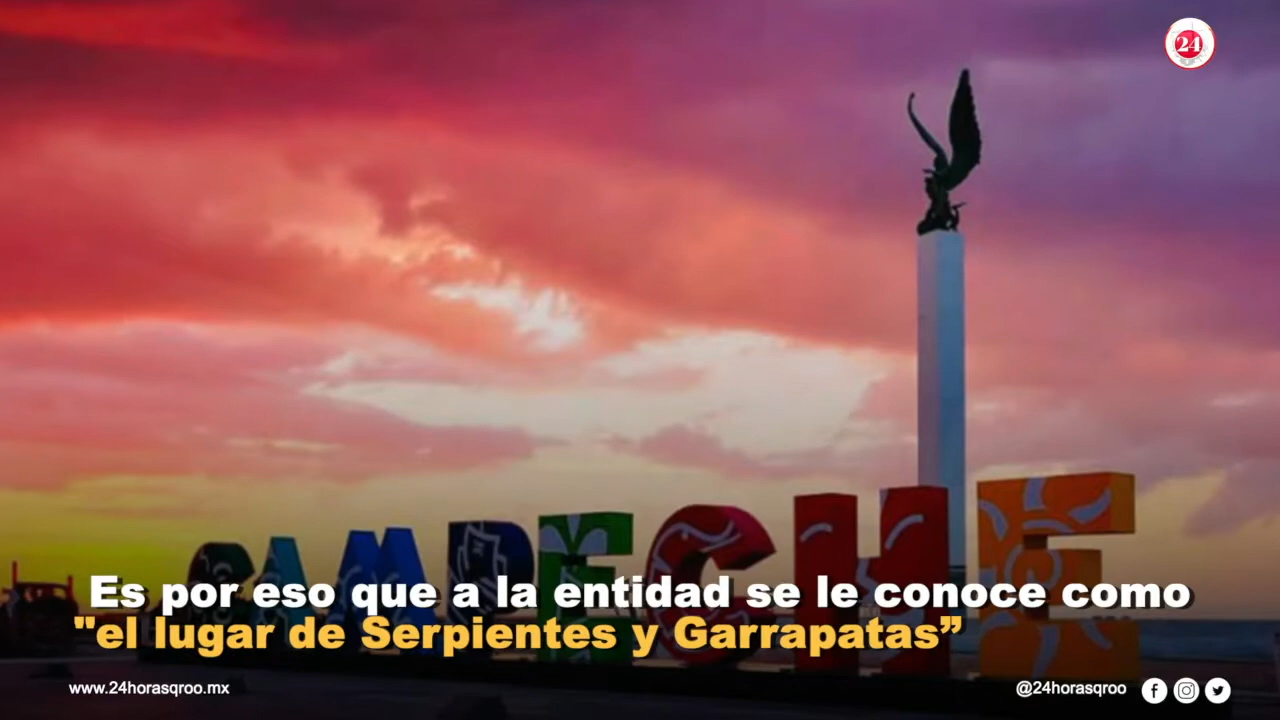 24
CAMPECHE
Es por eso que a la entidad se le conoce como
"el lugar de Serpientes y Garrapatas”
www.24horasqroo.mx
@24horasqroo